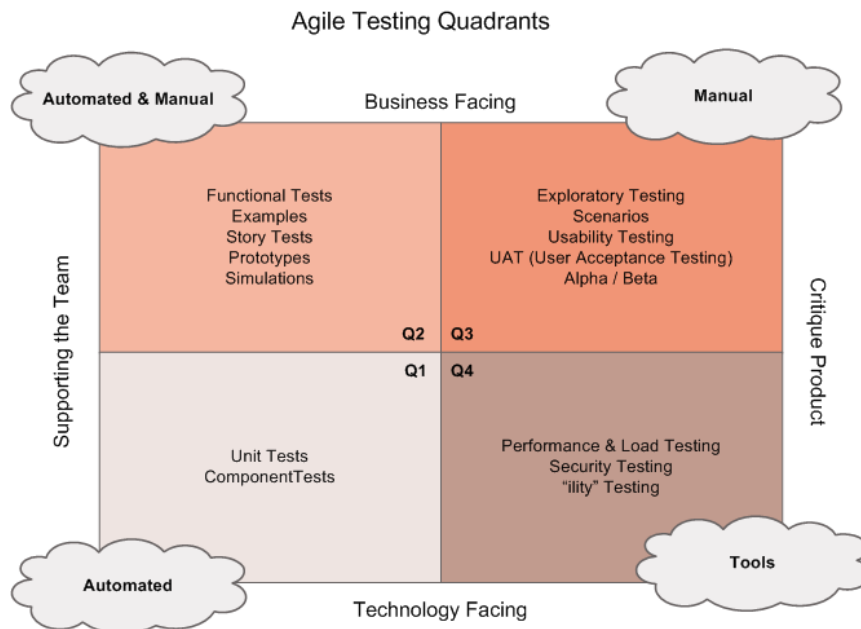 Agile Testing Quadrants
Automated & Manual
Business Facing
Manual
Functional Tests
Examples
Story Tests
Prototypes
Simulations
Q2
Exploratory Testing
Scenarios
Usability Testing
UAT (User Acceptance Testing)
Alpha / Beta
Q3
Supporting the Team
Critique Product
Q1
Unit Tests
ComponentTests
Q4
Performance & Load Testing
Security Testing
“ility” Testing
Automated
Technology Facing
Tools